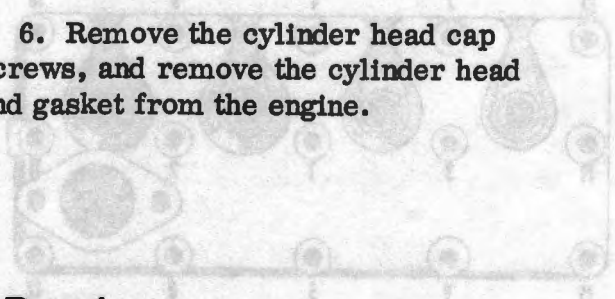 6. Remove the cylinder head cap
crews, and remove the cylinder head
nd gasket from the engine.